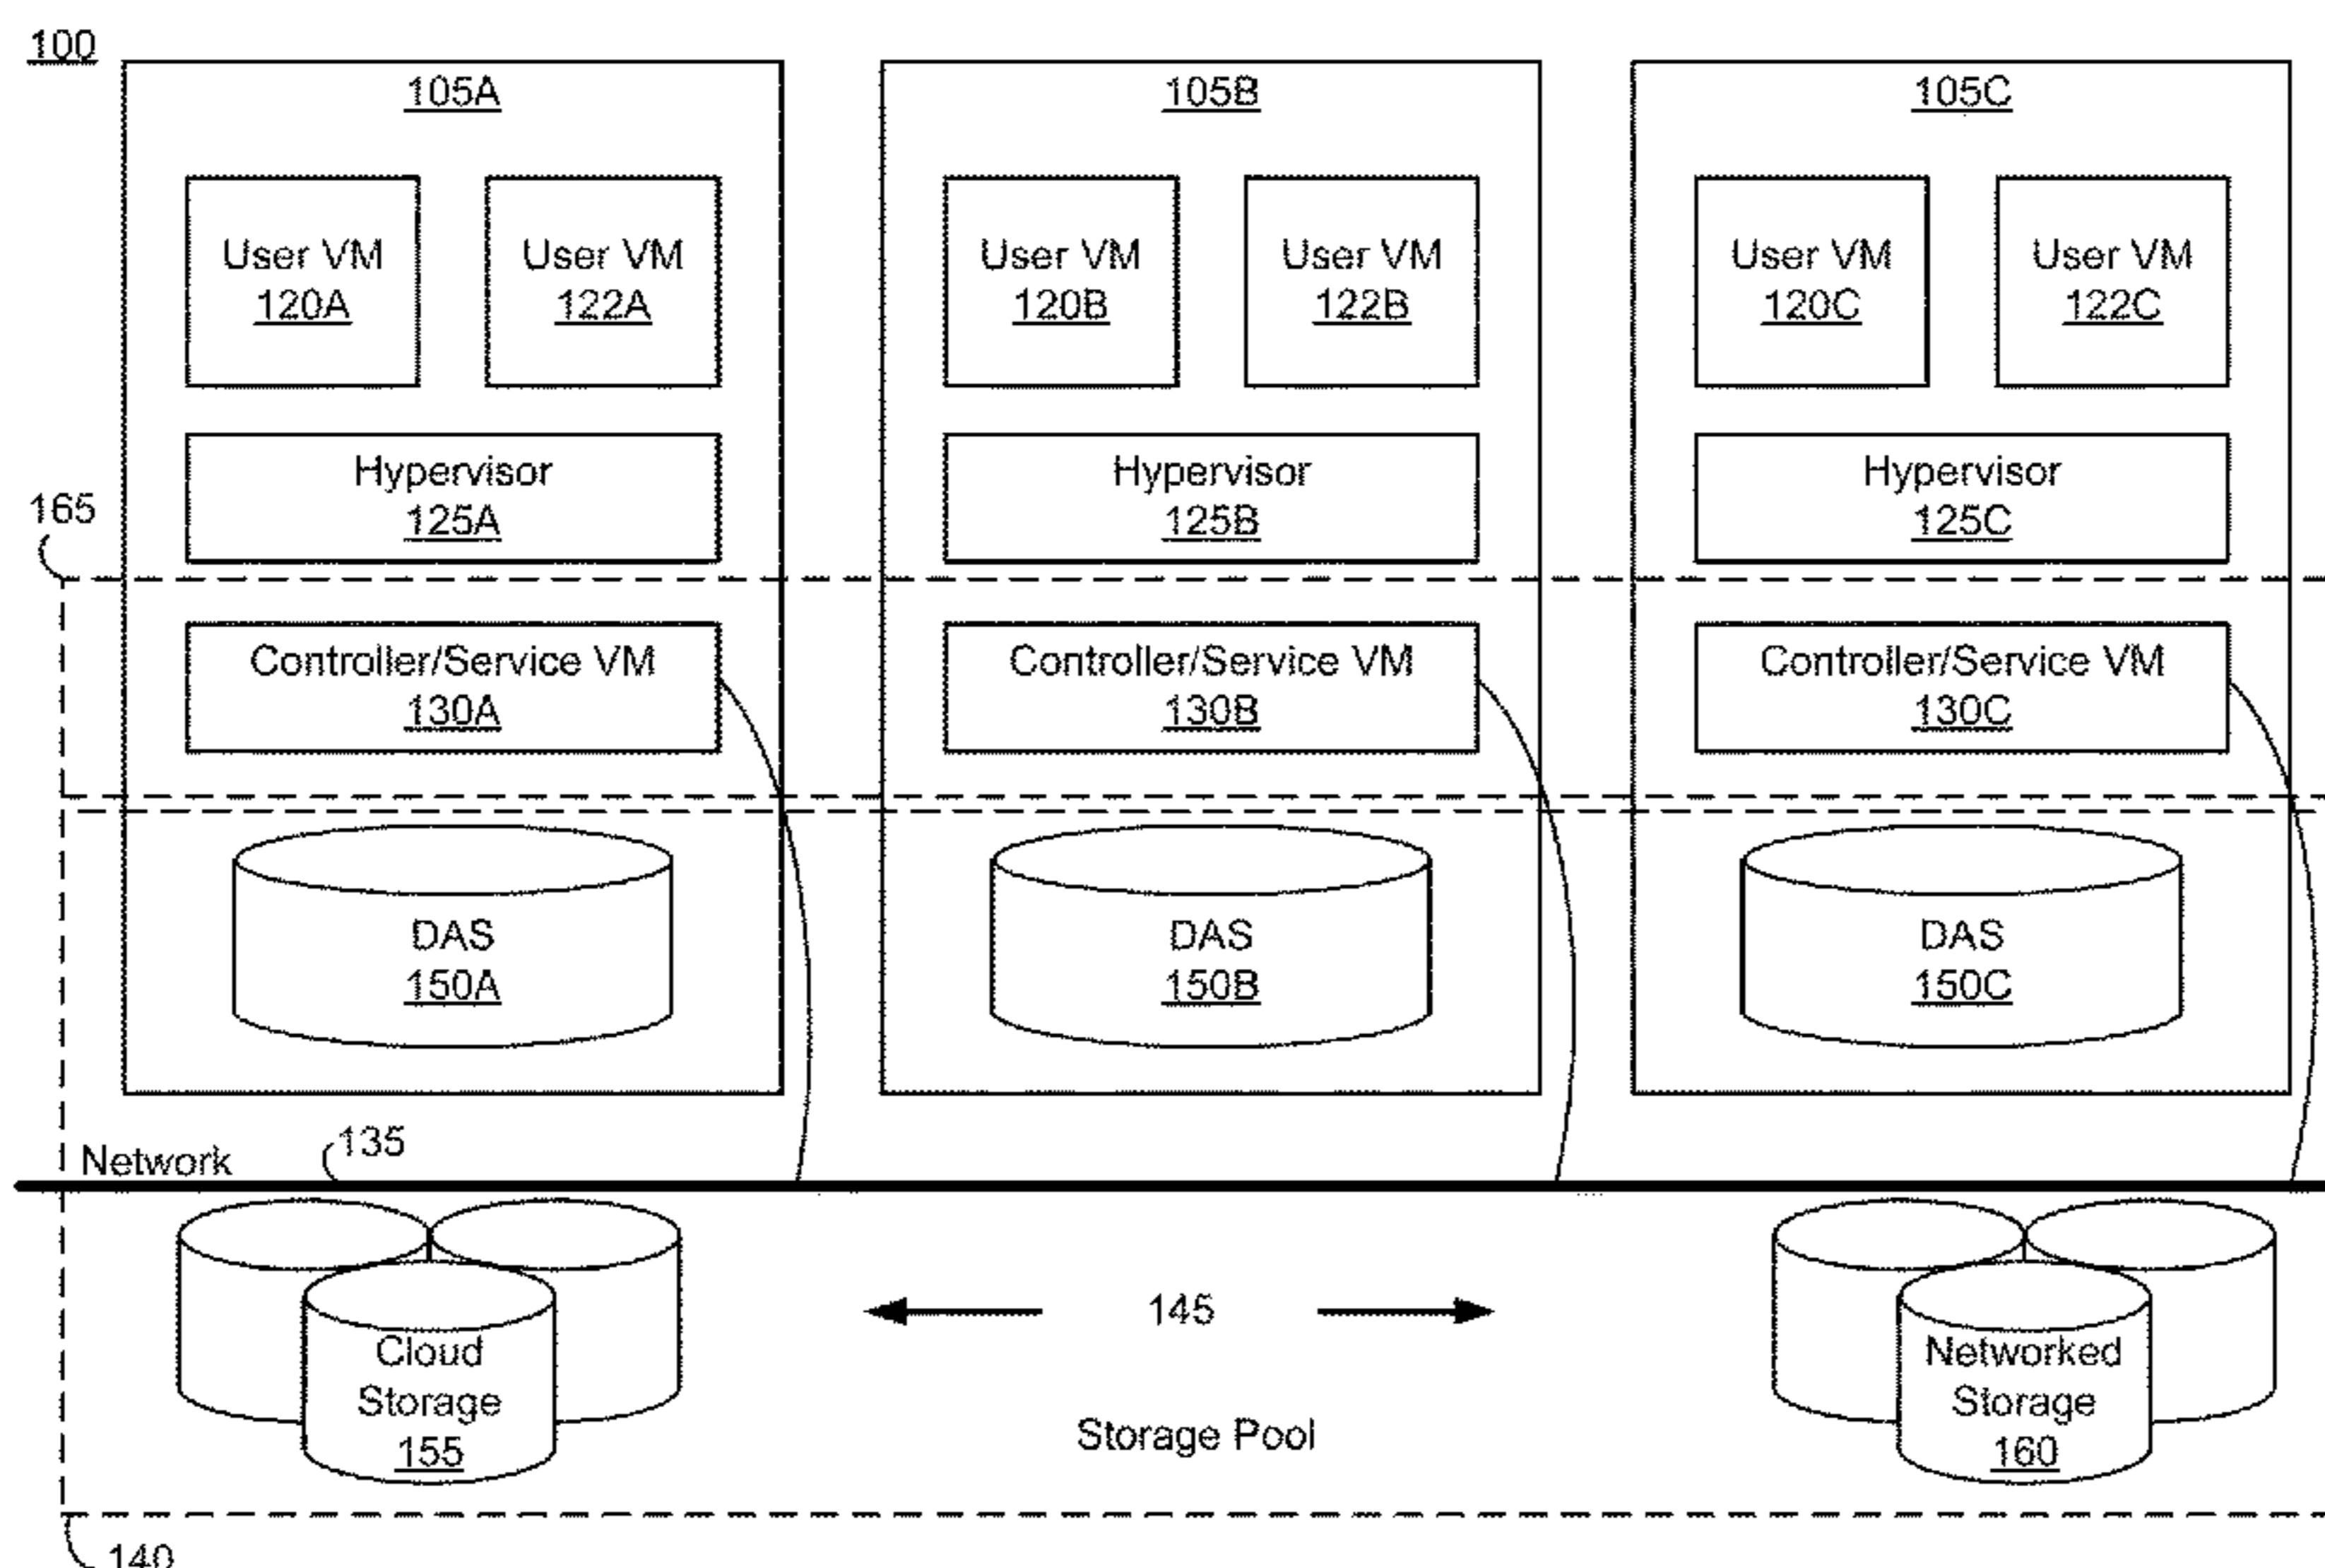 100
105A
105B
105C
User VM
120A
User VM
122A
User VM
120B
User VM
122B
User VM
120C
User VM
122C
Hypervisor
125A
Hypervisor
125B
Hypervisor
125C
165
Controller/Service VM
130A
Controller/Service VM
130B
Controller/Service VM
130C
DAS
150A
DAS
150B
DAS
150C
Network
135
Cloud
Storage
155
145
Storage Pool
Networked
Storage
160
140